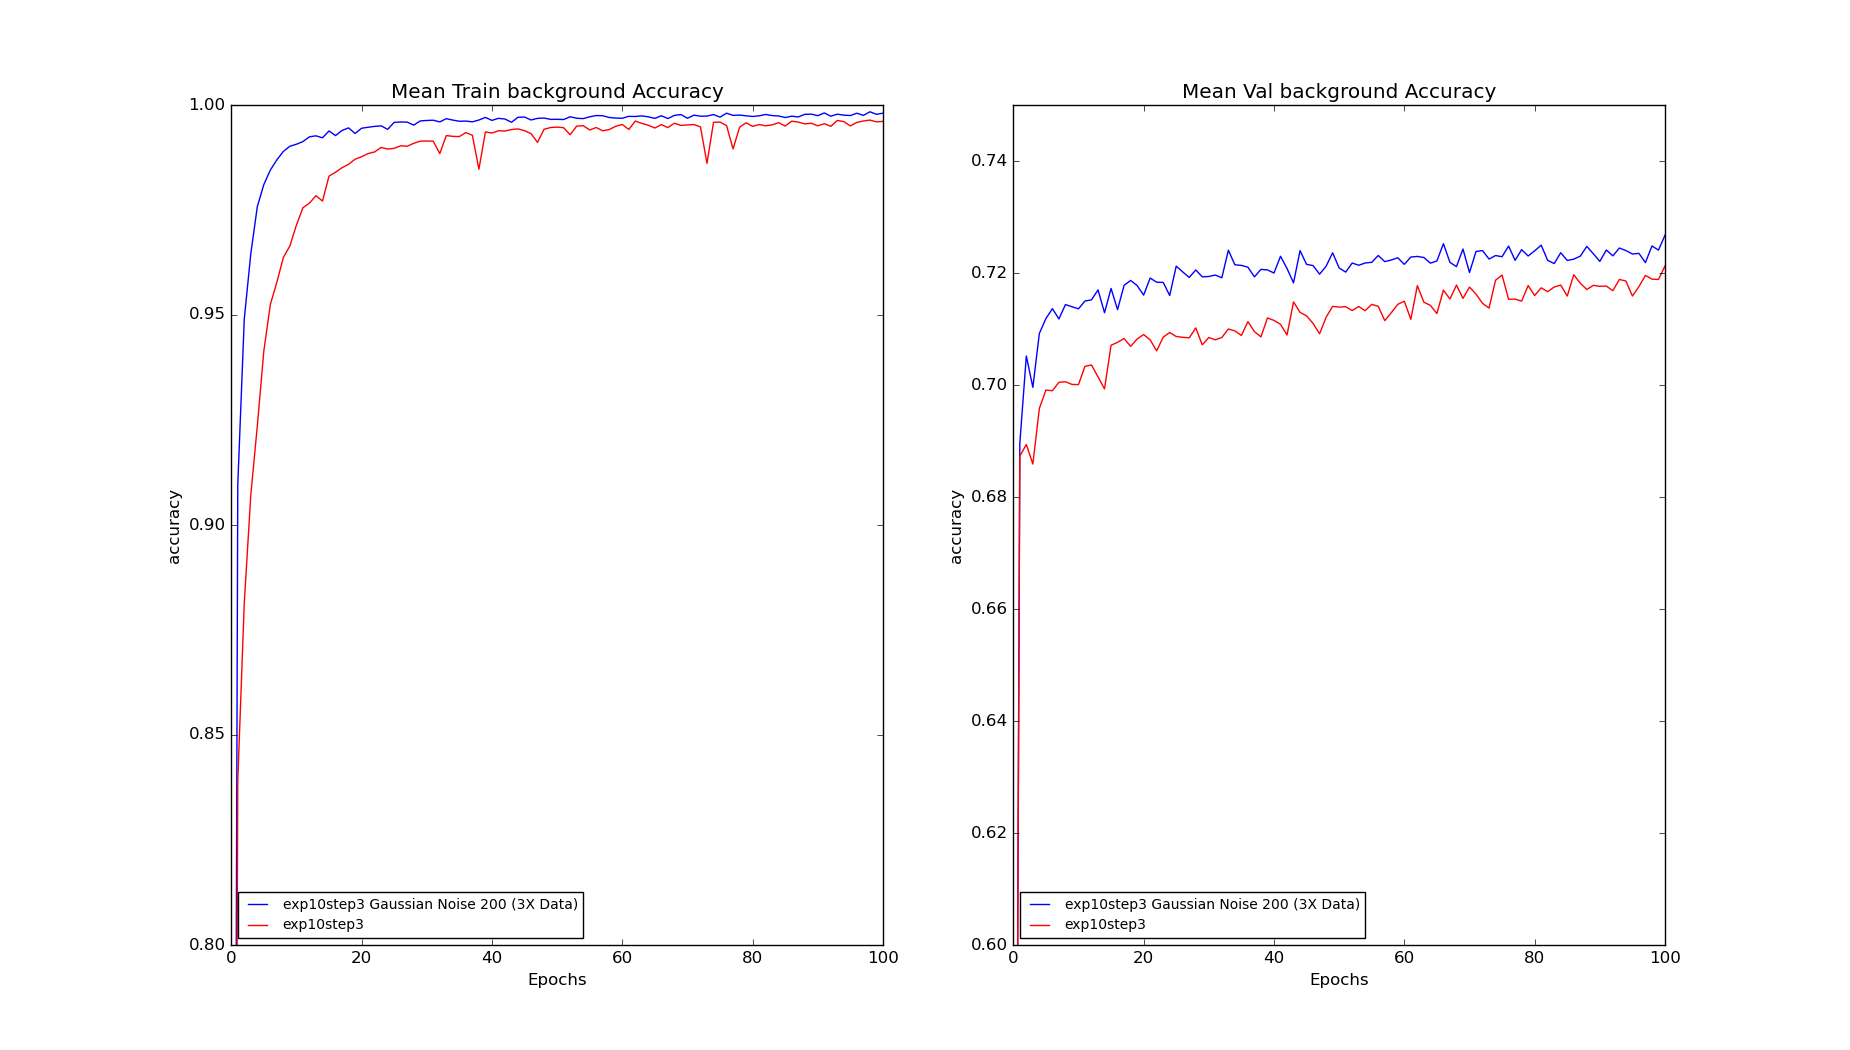 Mean Train background Accuracy
1.00
0.95
0.90
0.85
0.80
accuracy
exp10step3 Gaussian Noise 200 (3X Data)
exp10step3
0 20 40 60 80 100
Epochs
Mean Val background Accuracy
0.74
0.72
0.70
0.68
0.66
0.64
0.62
0.60
accuracy
exp10step3 Gaussian Noise 200 (3X Data)
exp10step3
0 20 40 60 80 100
Epochs